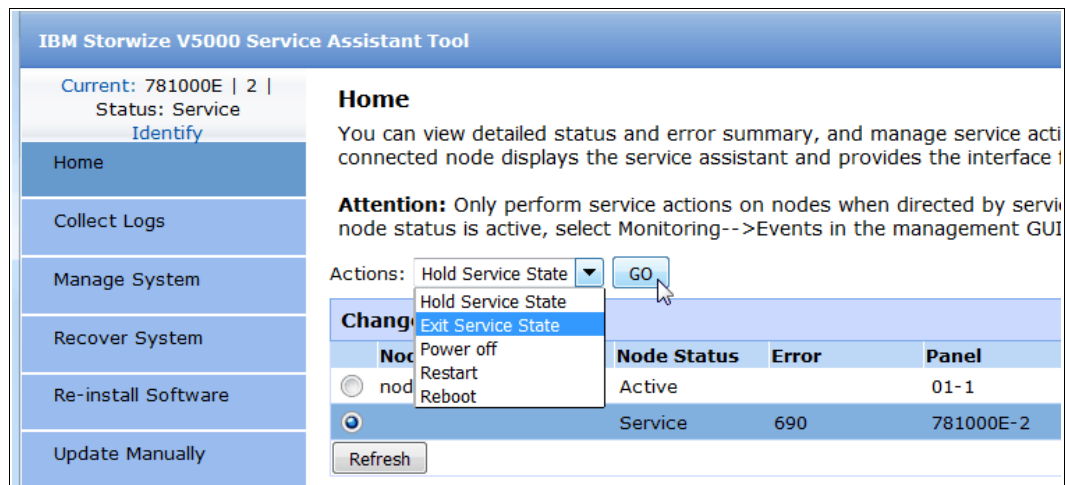 IBM Storwize V5000 Service Assistant Tool
Current: 781000E | 2 |
Status: Service
Identify
Home
Collect Logs
Manage System
Recover System
Re-install Software
Update Manually
Home
You can view detailed status and error summary, and manage service acti
connected node displays the service assistant and provides the interface
Attention: Only perform service actions on nodes when directed by servi
node status is active, select Monitoring-->Events in the management GUI
Actions: Hold Service State GO
Hold Service State
Exit Service State
Power off
Restart
Reboot
Chang
Nod Node Status Error Panel
nod Active 01-1
Service 690 781000E-2
Refresh